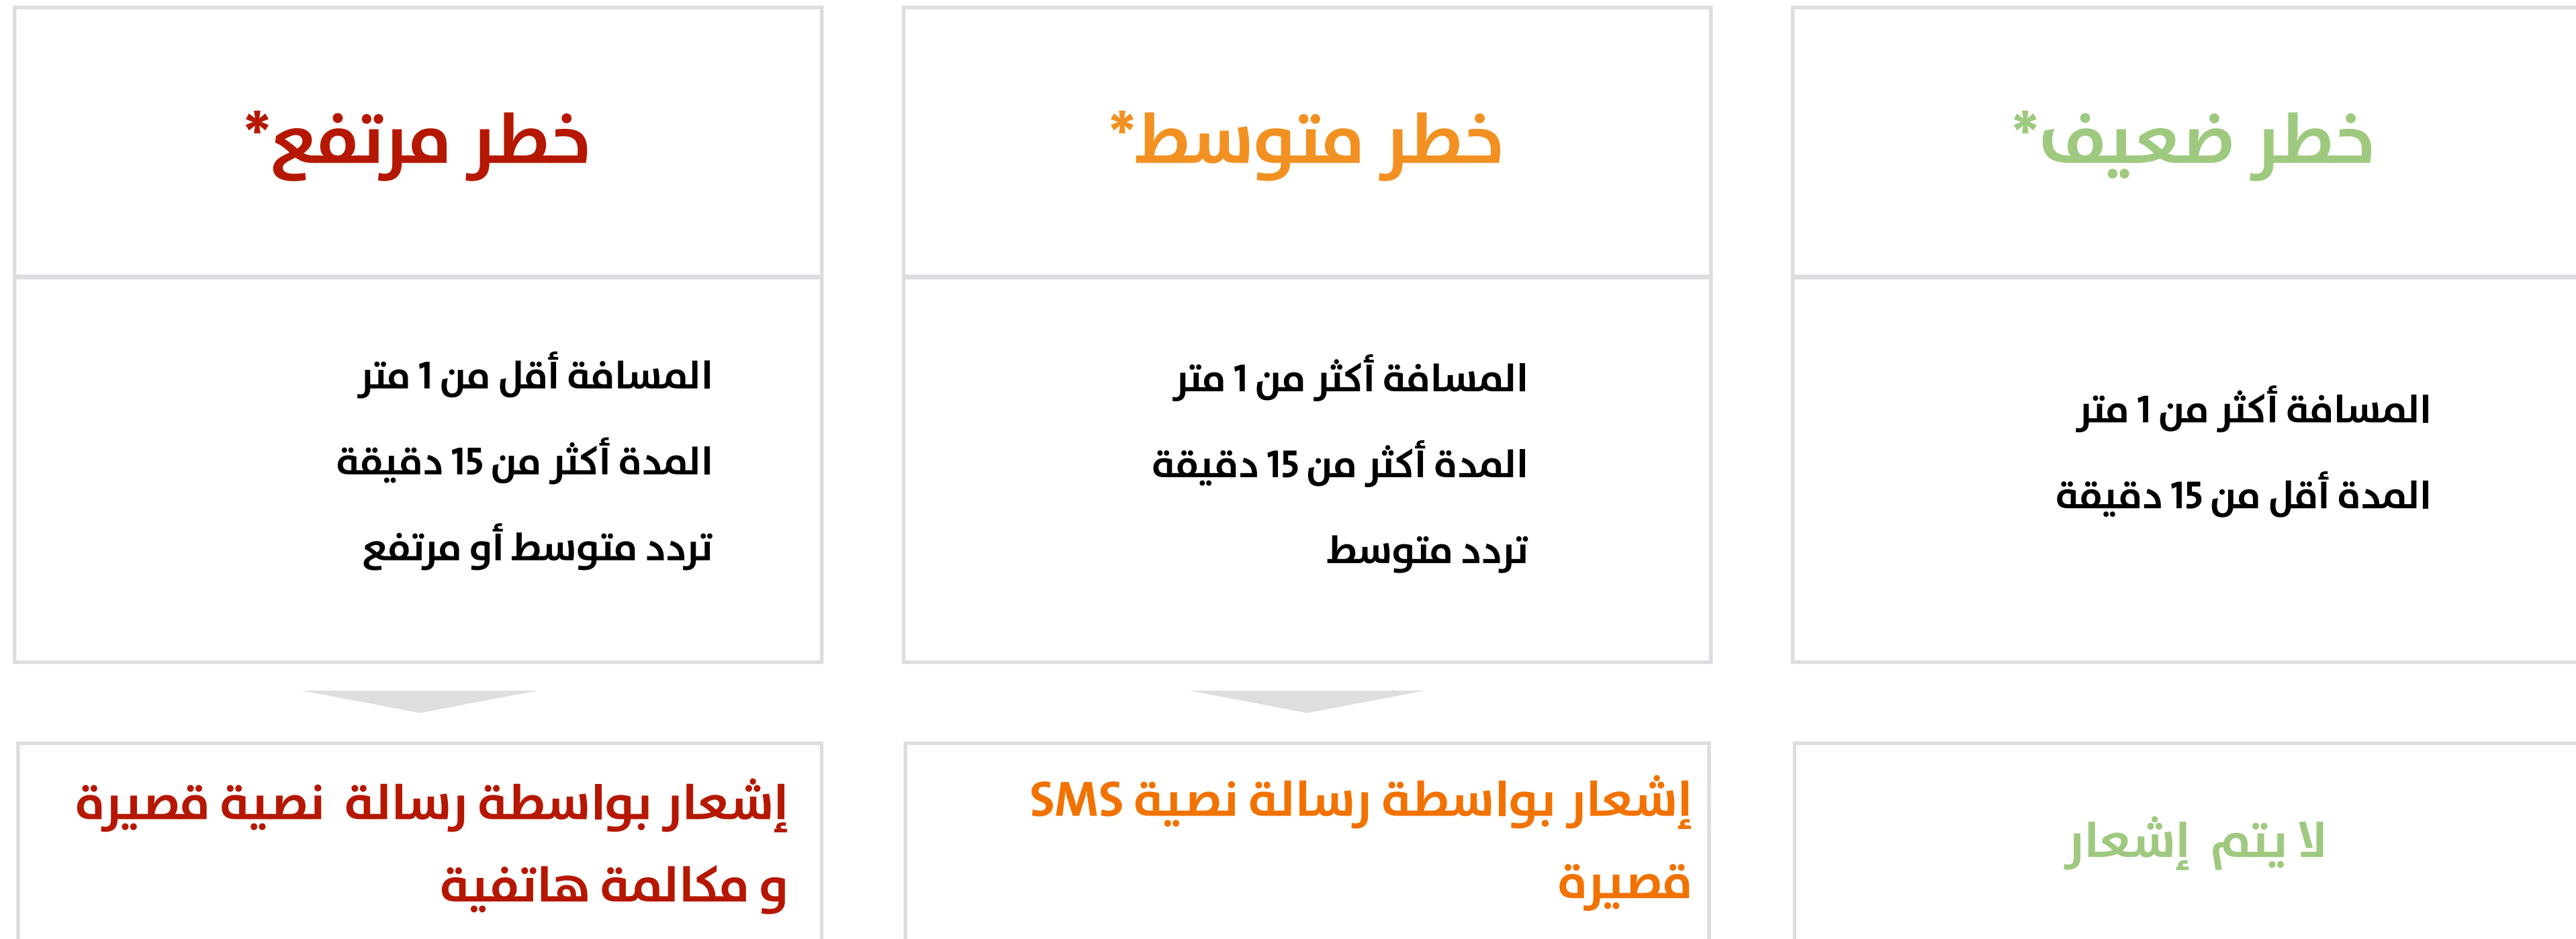 خطر ضعيف*
المسافة أكثر من 1 متر
المدة أقل من 15 دقيقة
لا يتم إشعار
خطر متوسط*
المسافة أكثر من 1 متر
المدة أكثر من 15 دقيقة
تردد متوسط
إشعار بواسطة رسالة نصية SMS
قصيرة
خطر مرتفع*
المسافة أقل من 1 متر
المدة أكثر من 15 دقيقة
تردد متوسط أو مرتفع
إشعار بواسطة رسالة نصية قصيرة
و مكالمة هاتفية